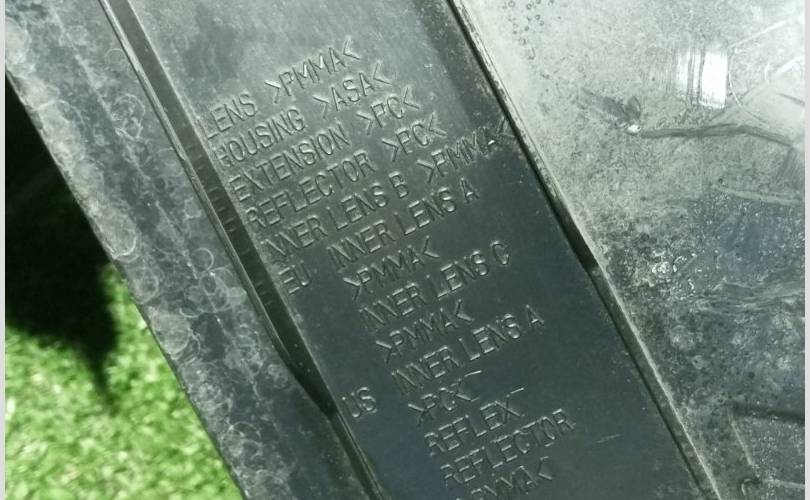 LENS >PMMA<
HOUSING >ASA<
EXTENSION >PC<
REFLECTOR >PC<
INNER LENS B >PMMA<
EU INNER LENS A
>PMMA<
INNER LENS C
>PMMA<
US INNER LENS A
>PC<
REFLEX
REFLECTOR
>PMMA<